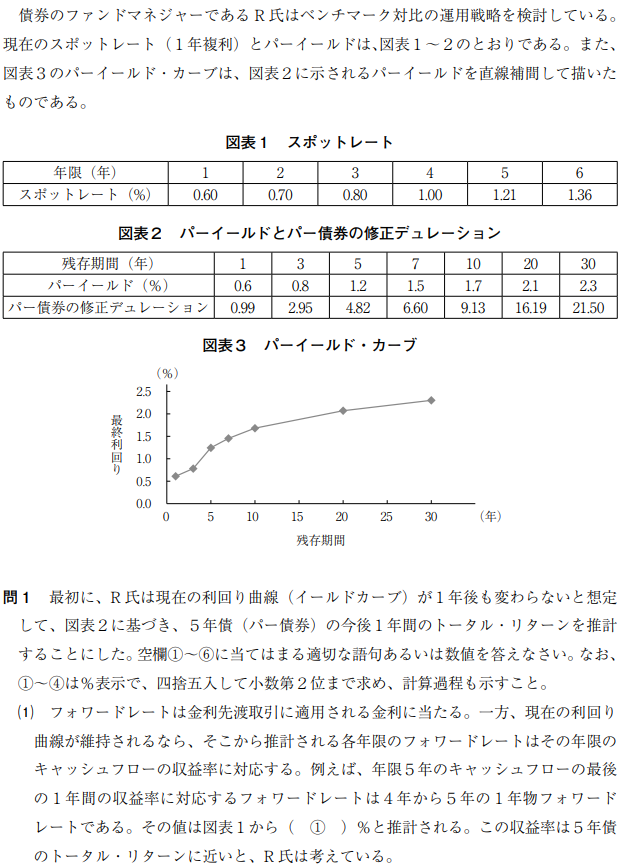 債券のファンドマネジャーであるR氏はベンチマーク対比の運用戦略を検討している。
現在のスポットレート（１年複利）とパーイールドは、図表１～２のとおりである。また、
図表３のパーイールド・カーブは、図表２に示されるパーイールドを直線補間して描いた
ものである。
図表１　スポットレート
年限（年） 1 2 3 4 5 6
スポットレート（%） 0.60 0.70 0.80 1.00 1.21 1.36
図表２　パーイールドとパー債券の修正デュレーション
残存期間（年） 1 3 5 7 10 20 30
パーイールド（%） 0.6 0.8 1.2 1.5 1.7 2.1 2.3
パー債券の修正デュレーション 0.99 2.95 4.82 6.60 9.13 16.19 21.50
図表３　パーイールド・カーブ
（%）
2.5
2.0
1.5
1.0
0.5
0.0
最終利回り
0 5 10 15 20 25 30 （年）
残存期間
問１　最初に、R氏は現在の利回り曲線（イールドカーブ）が１年後も変わらないと想定
して、図表２に基づき、５年債（パー債券）の今後１年間のトータル・リターンを推計
することにした。空欄①～⑥に当てはまる適切な語句あるいは数値を答えなさい。なお、
①～④は％表示で、四捨五入して小数第２位まで求め、計算過程も示すこと。
⑴　フォワードレートは金利先渡取引に適用される金利に当たる。一方、現在の利回り
曲線が維持されるなら、そこから推計される各年限のフォワードレートはその年限の
キャッシュフローの収益率に対応する。例えば、年限５年のキャッシュフローの最後
の１年間の収益率に対応するフォワードレートは４年から５年の１年物フォワード
レートである。その値は図表１から（　①　）％と推計される。この収益率は５年債
のトータル・リターンに近いと、R氏は考えている。